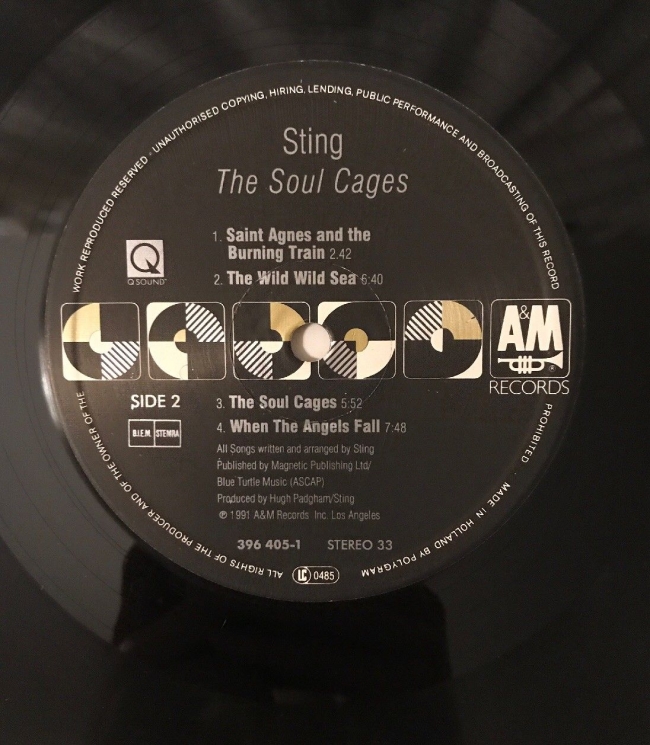 WORK REPRODUCED RESERVED - UNAUTHORISED COPYING, HIRING, LENDING, PUBLIC PERFORMANCE AND BROADCASTING OF THIS RECORD PROHIBITED
Sting
The Soul Cages
1. Saint Agnes and the
Burning Train 2.42
2. The Wild Wild Sea 6:40
Q
QSOUND™
A&M
®
RECORDS
SIDE 2
B.I.E.M. STEMRA
3. The Soul Cages 5:52
4. When The Angels Fall 7:48
All Songs written and arranged by Sting
Published by Magnetic Publishing Ltd/
Blue Turtle Music (ASCAP)
Produced by Hugh Padgham/Sting
℗ 1991 A&M Records Inc. Los Angeles
396 405-1 STEREO 33
MADE IN HOLLAND BY POLYGRAM
LC 0485
ALL RIGHTS OF THE PRODUCER AND OF THE OWNER OF THE